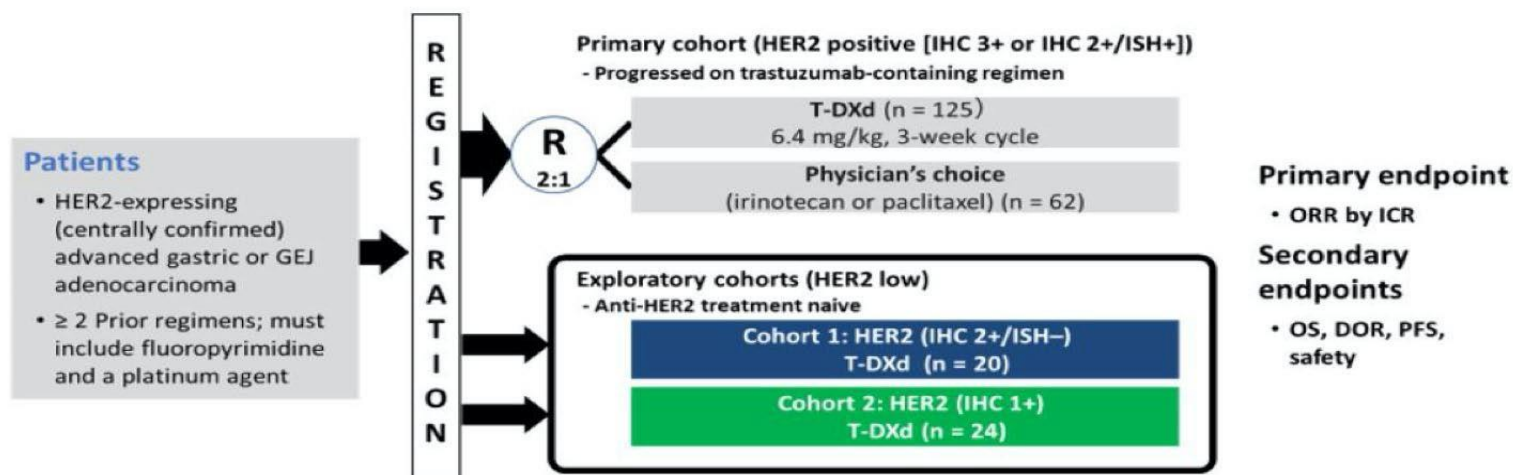 Patients
• HER2-expressing
(centrally confirmed)
advanced gastric or GEJ
adenocarcinoma
• ≥ 2 Prior regimens; must
include fluoropyrimidine
and a platinum agent
REGISTRATION
Primary cohort (HER2 positive [IHC 3+ or IHC 2+/ISH+])
- Progressed on trastuzumab-containing regimen
R
2:1
T-DXd (n = 125)
6.4 mg/kg, 3-week cycle
Physician's choice
(irinotecan or paclitaxel) (n = 62)
Exploratory cohorts (HER2 low)
- Anti-HER2 treatment naive
Cohort 1: HER2 (IHC 2+/ISH–)
T-DXd (n = 20)
Cohort 2: HER2 (IHC 1+)
T-DXd (n = 24)
Primary endpoint
• ORR by ICR
Secondary
endpoints
• OS, DOR, PFS,
safety